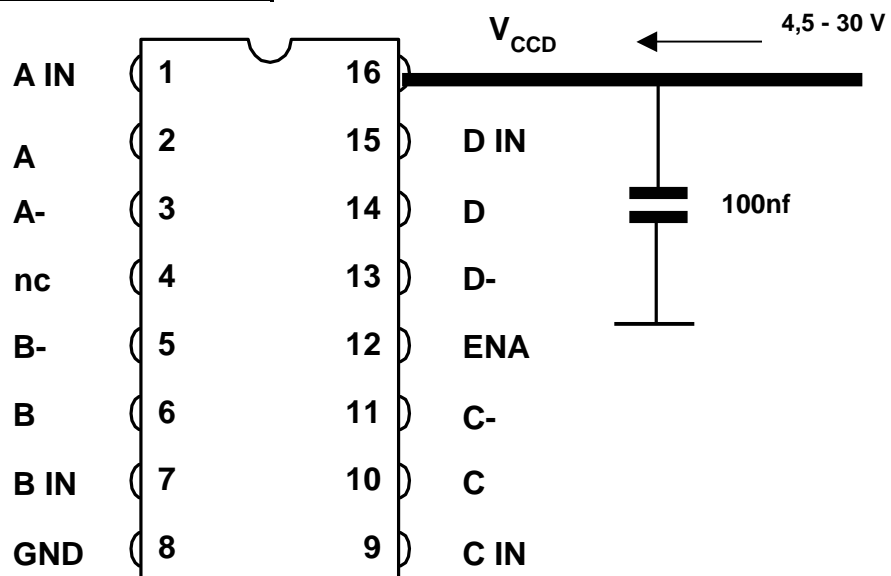 V CCD 4,5 - 30 V
A IN 1 16
A 2 15 D IN
A- 3 14 D 100nf
nc 4 13 D-
B- 5 12 ENA
B 6 11 C-
B IN 7 10 C
GND 8 9 C IN